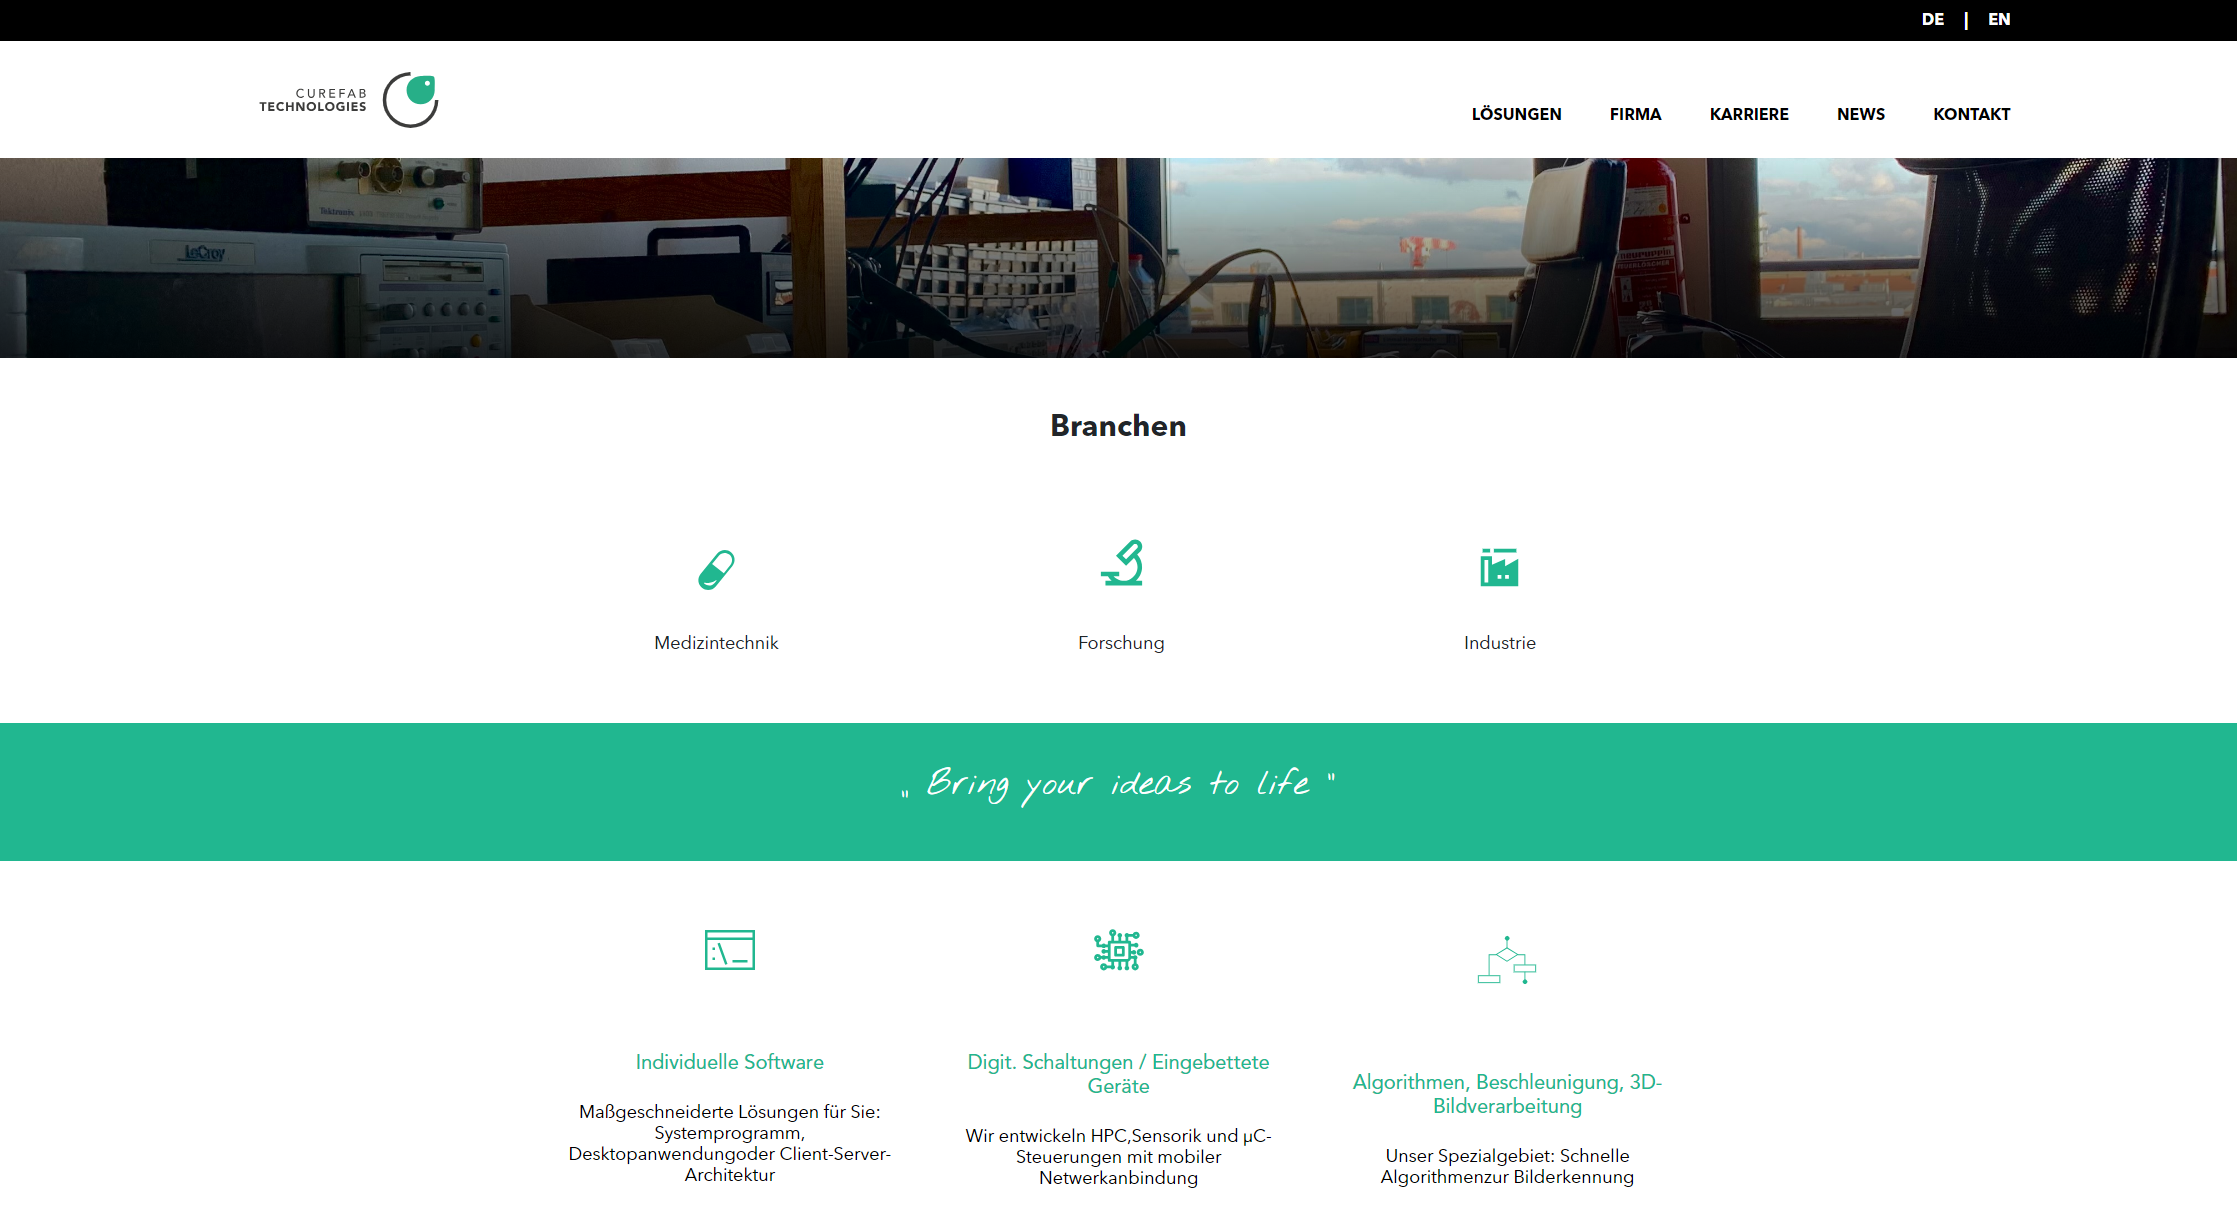 DE | EN
CUREFAB
TECHNOLOGIES
LÖSUNGEN FIRMA KARRIERE NEWS KONTAKT
Tektronix
LeCroy
Branchen
Medizintechnik Forschung Industrie
„ Bring your ideas to life "
Individuelle Software
Maßgeschneiderte Lösungen für Sie:
Systemprogramm,
Desktopanwendungoder Client-Server-
Architektur
Digit. Schaltungen / Eingebettete
Geräte
Wir entwickeln HPC,Sensorik und µC-
Steuerungen mit mobiler
Netwerkanbindung
Algorithmen, Beschleunigung, 3D-
Bildverarbeitung
Unser Spezialgebiet: Schnelle
Algorithmenzur Bilderkennung